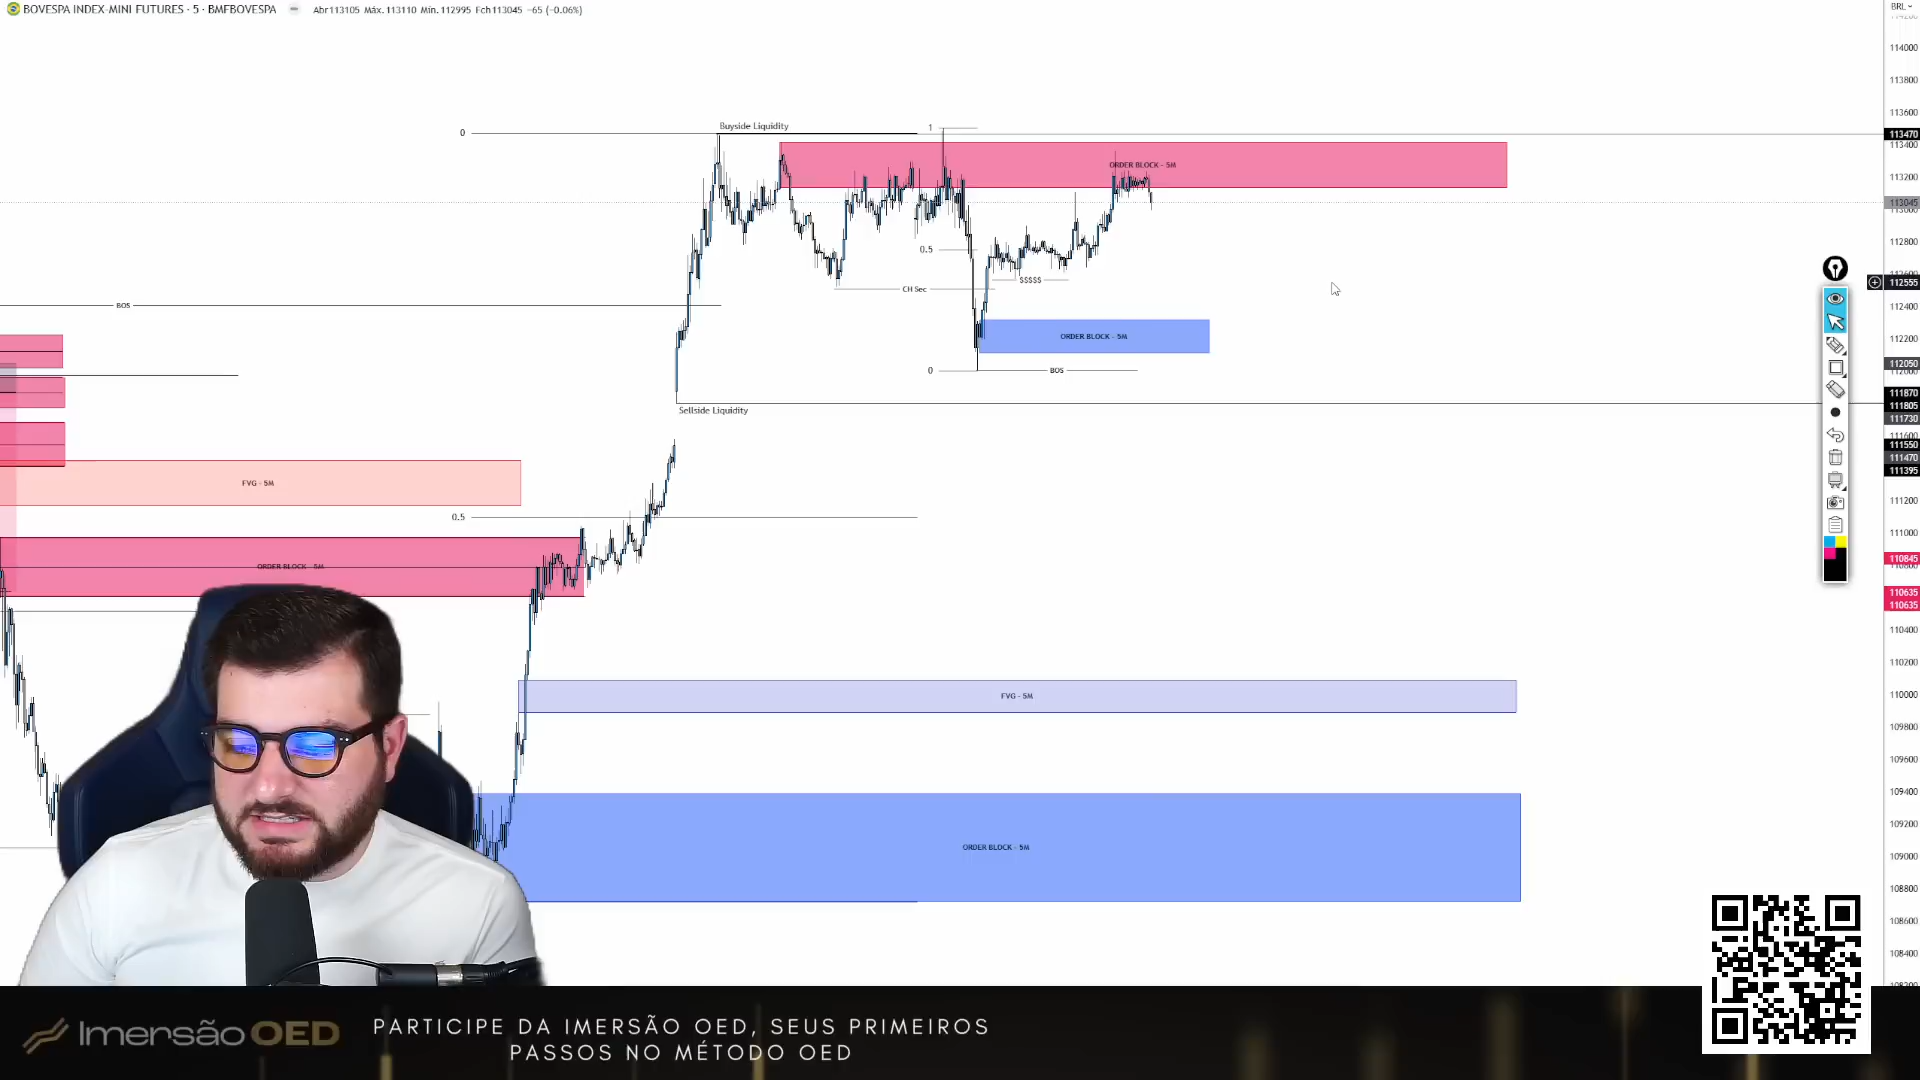 BOVESPA INDEX-MINI FUTURES · 5 · BMFBOVESPA
Abr113105 Máx.113110 Mín.112995 Fch113045 −65 (−0.06%)
BRL
114000
113800
113600
113470
113400
113200
113045
112800
112555
112400
112200
112050
111870
111805
111730
111600
111550
111470
111395
111200
111000
110845
110635
110635
110400
110200
110000
109800
109600
109400
109200
109000
108800
108600
108400
0
Buyside Liquidity
1
ORDER BLOCK - 5M
0.5
CH Sec
$$$$$
BOS
ORDER BLOCK - 5M
0
BOS
Sellside Liquidity
FVG - 5M
0.5
ORDER BLOCK - 5M
FVG - 5M
ORDER BLOCK - 5M
Imersão OED
PARTICIPE DA IMERSÃO OED, SEUS PRIMEIROS
PASSOS NO MÉTODO OED